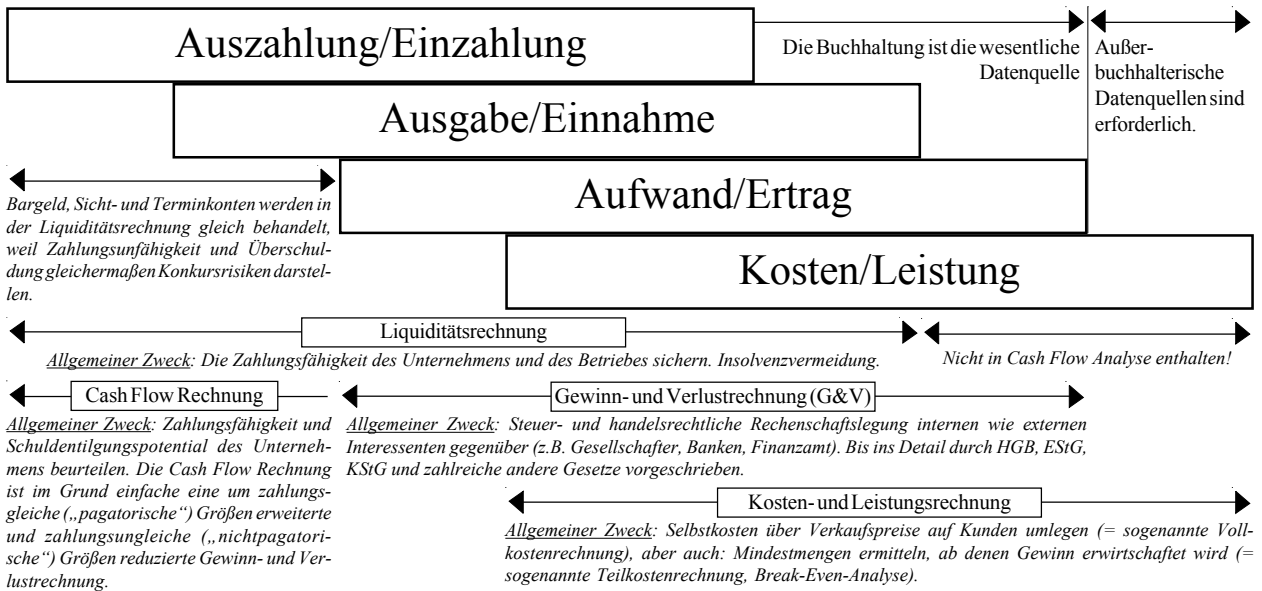 Auszahlung/Einzahlung
Die Buchhaltung ist die wesentliche
Datenquelle
Außer-
buchhalterische
Datenquellen sind
erforderlich.
Ausgabe/Einnahme
Aufwand/Ertrag
Bargeld, Sicht- und Terminkonten werden in
der Liquiditätsrechnung gleich behandelt,
weil Zahlungsunfähigkeit und Überschul-
dung gleichermaßen Konkursrisiken darstel-
len.
Kosten/Leistung
Liquiditätsrechnung
Allgemeiner Zweck: Die Zahlungsfähigkeit des Unternehmens und des Betriebes sichern. Insolvenzvermeidung.
Nicht in Cash Flow Analyse enthalten!
Cash Flow Rechnung
Allgemeiner Zweck: Zahlungsfähigkeit und
Schuldentilgungspotential des Unterneh-
mens beurteilen. Die Cash Flow Rechnung
ist im Grund einfache eine um zahlungs-
gleiche („pagatorische“) Größen erweiterte
und zahlungsungleiche („nichtpagatori-
sche“) Größen reduzierte Gewinn- und Ver-
lustrechnung.
Gewinn- und Verlustrechnung (G&V)
Allgemeiner Zweck: Steuer- und handelsrechtliche Rechenschaftslegung internen wie externen
Interessenten gegenüber (z.B. Gesellschafter, Banken, Finanzamt). Bis ins Detail durch HGB, EStG,
KStG und zahlreiche andere Gesetze vorgeschrieben.
Kosten- und Leistungsrechnung
Allgemeiner Zweck: Selbstkosten über Verkaufspreise auf Kunden umlegen (= sogenannte Voll-
kostenrechnung), aber auch: Mindestmengen ermitteln, ab denen Gewinn erwirtschaftet wird (=
sogenannte Teilkostenrechnung, Break-Even-Analyse).